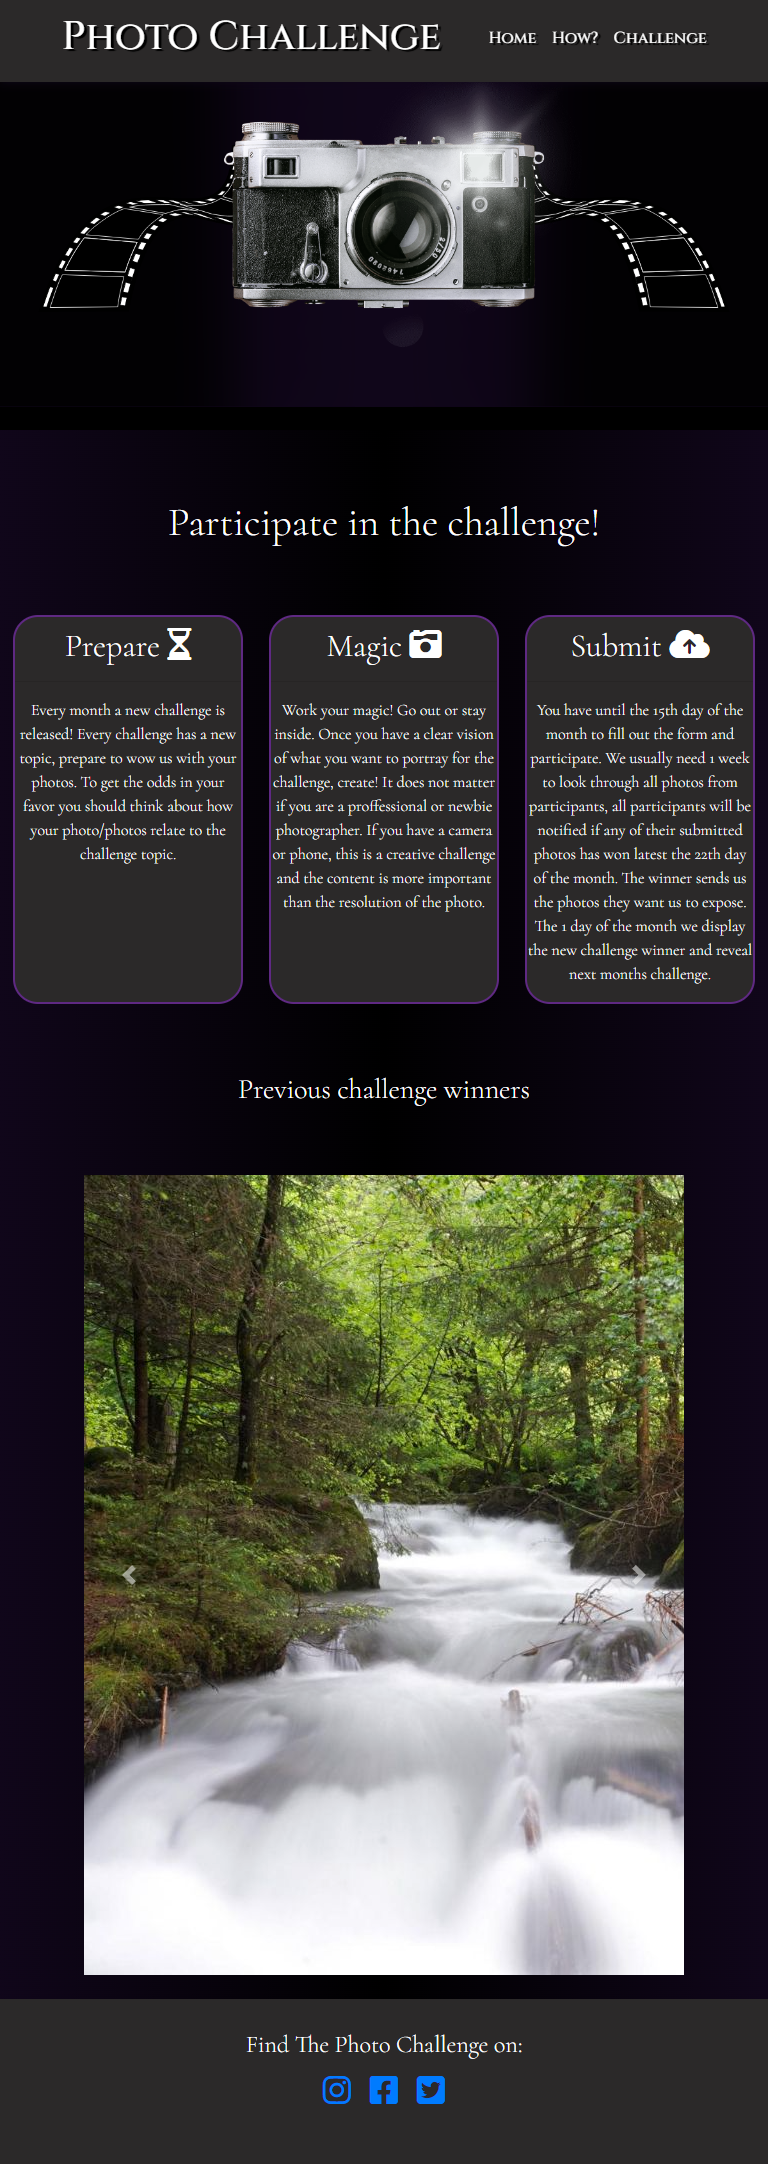 Photo Challenge
Home How? Challenge
2/50
7462090
Participate in the challenge!
Prepare
Every month a new challenge is
released! Every challenge has a new
topic, prepare to wow us with your
photos. To get the odds in your
favor you should think about how
your photo/photos relate to the
challenge topic.
Magic
Work your magic! Go out or stay
inside. Once you have a clear vision
of what you want to portray for the
challenge, create! It does not matter
if you are a proffessional or newbie
photographer. If you have a camera
or phone, this is a creative challenge
and the content is more important
than the resolution of the photo.
Submit
You have until the 15th day of the
month to fill out the form and
participate. We usually need 1 week
to look through all photos from
participants, all participants will be
notified if any of their submitted
photos has won latest the 22th day
of the month. The winner sends us
the photos they want us to expose.
The 1 day of the month we display
the new challenge winner and reveal
next months challenge.
Previous challenge winners
Find The Photo Challenge on: